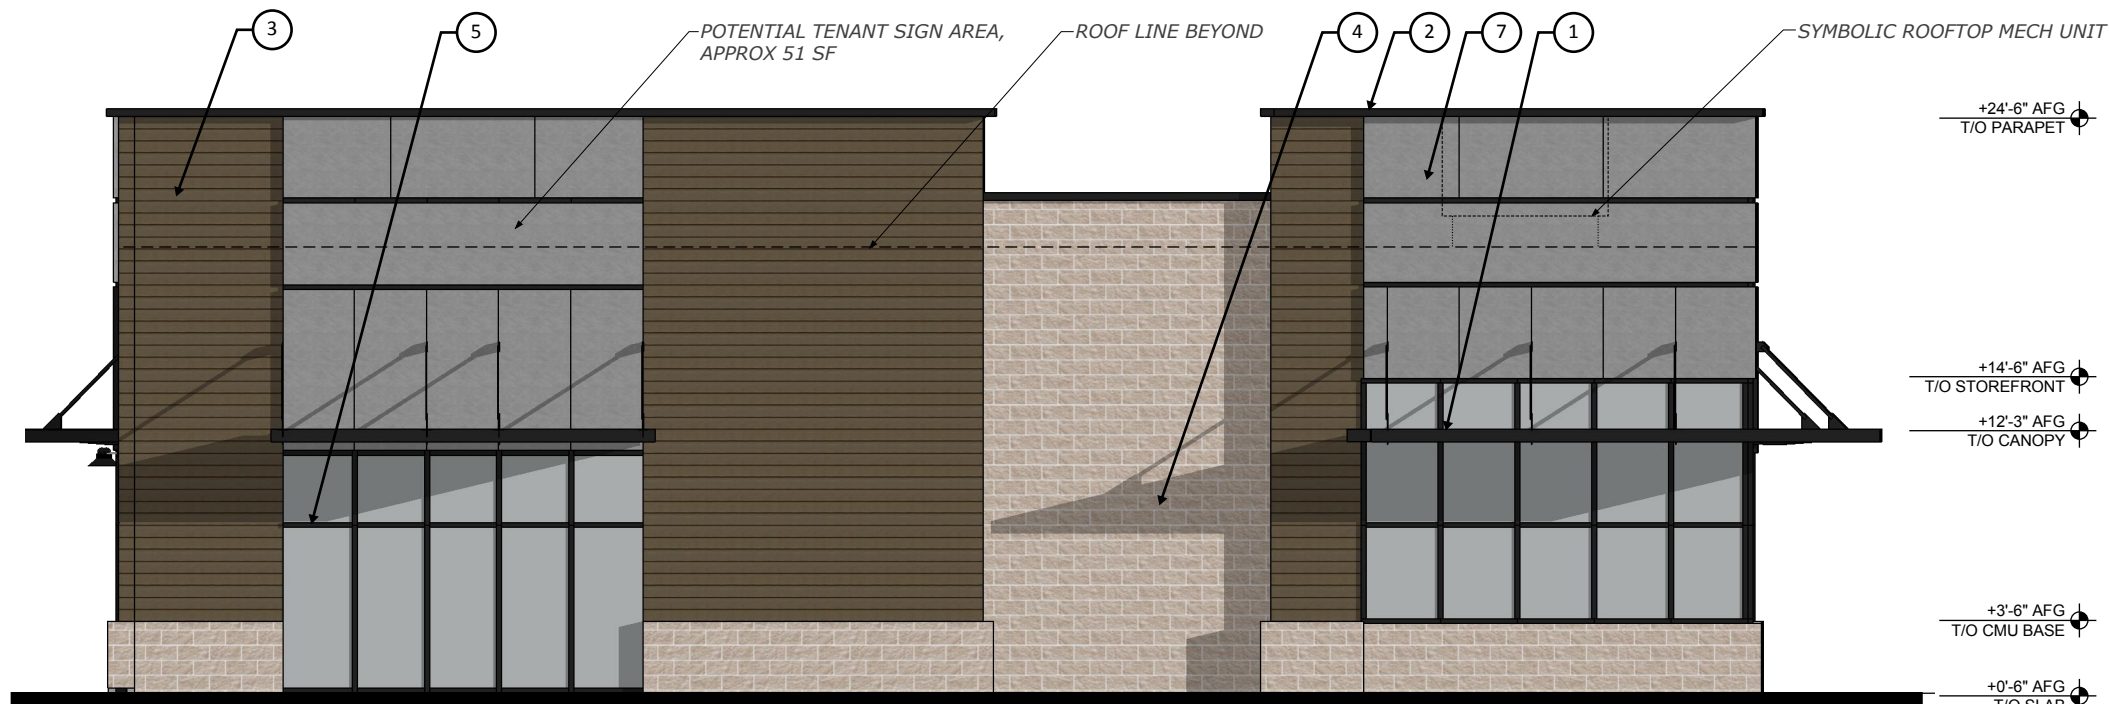 3
5
POTENTIAL TENANT SIGN AREA,
APPROX 51 SF
ROOF LINE BEYOND
4
2
7
1
SYMBOLIC ROOFTOP MECH UNIT
+24'-6" AFG
T/O PARAPET
+14'-6" AFG
T/O STOREFRONT
+12'-3" AFG
T/O CANOPY
+3'-6" AFG
T/O CMU BASE
+0'-6" AFG
T/O SLAB